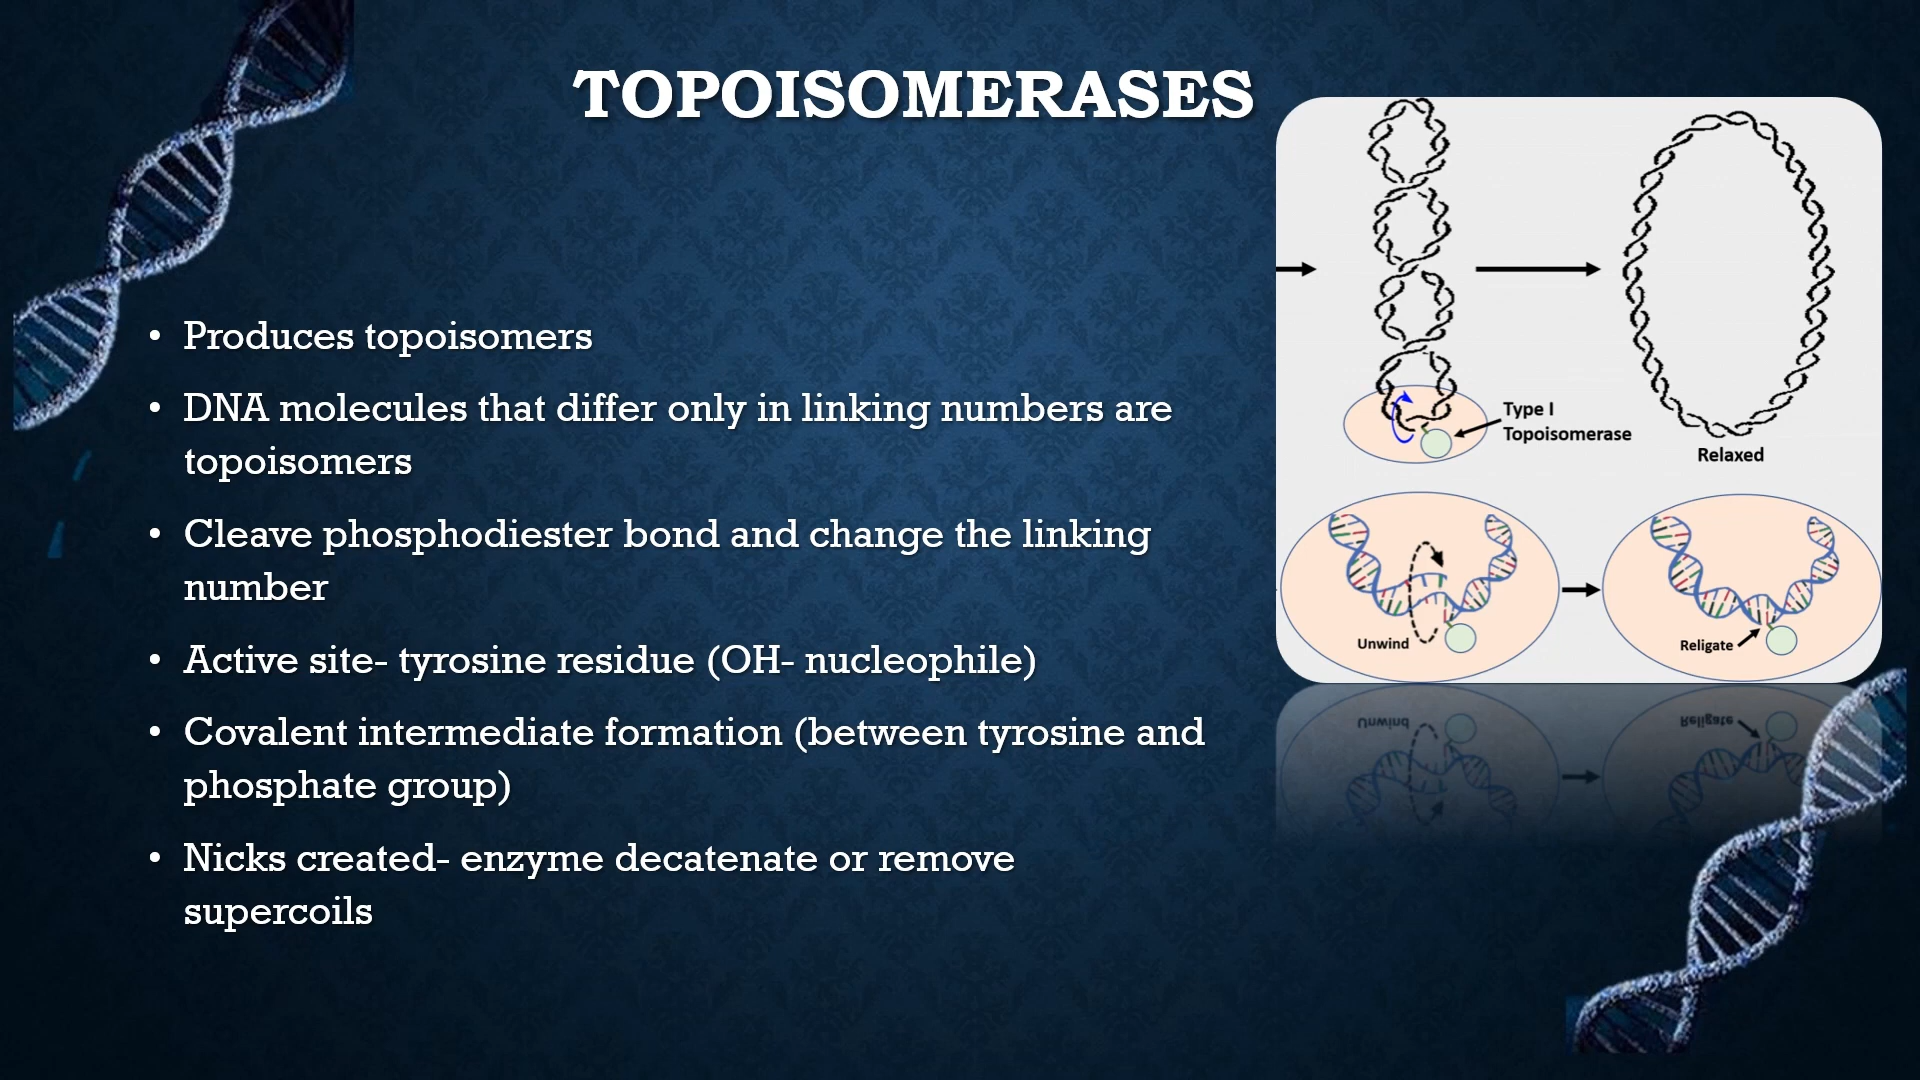 TOPOISOMERASES
• Produces topoisomers
• DNA molecules that differ only in linking numbers are
topoisomers
• Cleave phosphodiester bond and change the linking
number
• Active site- tyrosine residue (OH- nucleophile)
• Covalent intermediate formation (between tyrosine and
phosphate group)
• Nicks created- enzyme decatenate or remove
supercoils
Type I
Topoisomerase
Relaxed
Unwind
Religate